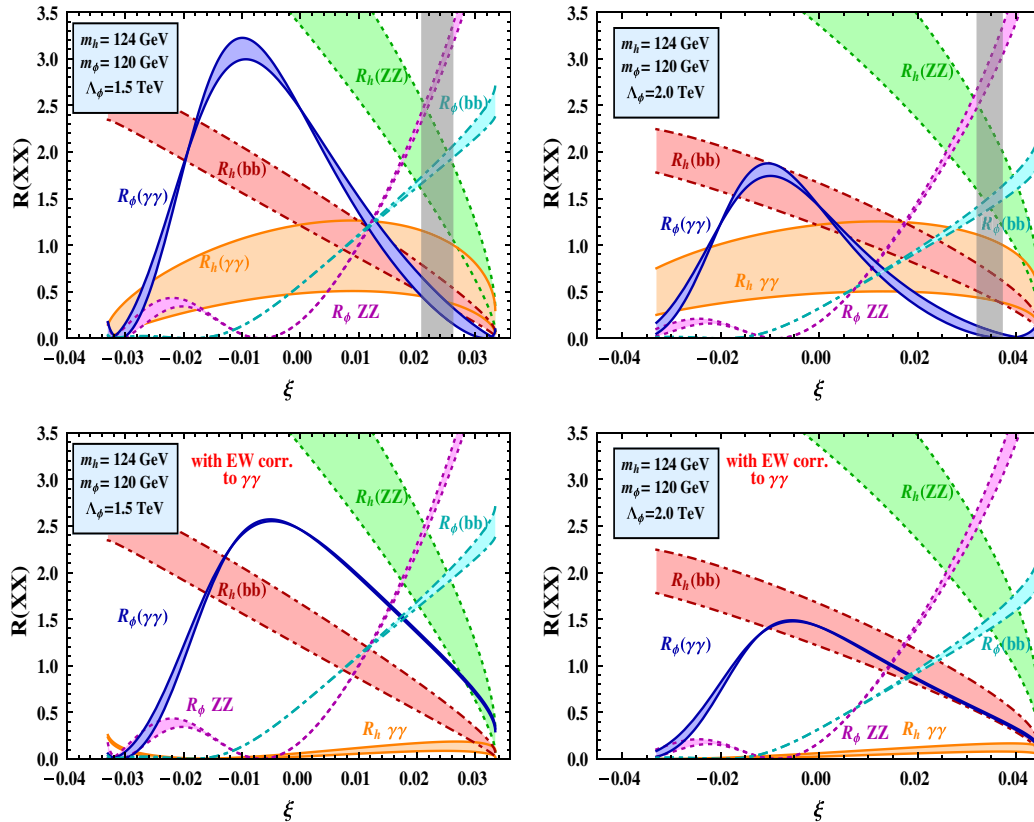 R(XX)
3.5
3.0
2.5
2.0
1.5
1.0
0.5
0.0
m_h = 124 GeV
m_ϕ = 120 GeV
Λ_ϕ =1.5 TeV
R_h(ZZ)
R_ϕ(bb)
R_h(bb)
R_ϕ(γγ)
R_h(γγ)
R_ϕ ZZ
−0.04 −0.03 −0.02 −0.01 0.00 0.01 0.02 0.03
ξ
R(XX)
3.5
3.0
2.5
2.0
1.5
1.0
0.5
0.0
m_h = 124 GeV
m_ϕ = 120 GeV
Λ_ϕ =2.0 TeV
R_h(ZZ)
R_h(bb)
R_ϕ(γγ)
R_ϕ(bb)
R_h γγ
R_ϕ ZZ
−0.04 −0.02 0.00 0.02 0.04
ξ
R(XX)
3.5
3.0
2.5
2.0
1.5
1.0
0.5
0.0
m_h = 124 GeV
m_ϕ = 120 GeV
Λ_ϕ =1.5 TeV
with EW corr.
to γγ
R_h(ZZ)
R_ϕ(bb)
R_h(bb)
R_ϕ(γγ)
R_ϕ ZZ
R_h γγ
−0.04 −0.03 −0.02 −0.01 0.00 0.01 0.02 0.03
ξ
R(XX)
3.5
3.0
2.5
2.0
1.5
1.0
0.5
0.0
m_h = 124 GeV
m_ϕ = 120 GeV
Λ_ϕ =2.0 TeV
with EW corr.
to γγ
R_h(ZZ)
R_h(bb)
R_ϕ(γγ)
R_ϕ(bb)
R_ϕ ZZ
R_h γγ
−0.04 −0.02 0.00 0.02 0.04
ξ